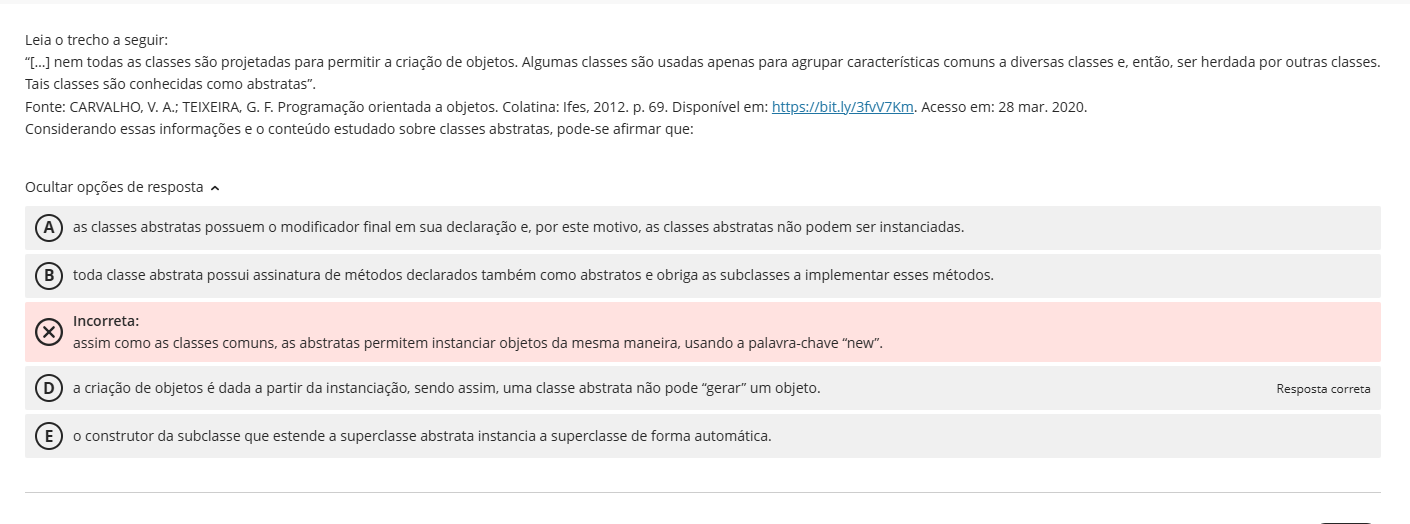 Leia o trecho a seguir:
“[...] nem todas as classes são projetadas para permitir a criação de objetos. Algumas classes são usadas apenas para agrupar características comuns a diversas classes e, então, ser herdada por outras classes.
Tais classes são conhecidas como abstratas”.
Fonte: CARVALHO, V. A.; TEIXEIRA, G. F. Programação orientada a objetos. Colatina: Ifes, 2012. p. 69. Disponível em: https://bit.ly/3fvV7Km. Acesso em: 28 mar. 2020.
Considerando essas informações e o conteúdo estudado sobre classes abstratas, pode-se afirmar que:
Ocultar opções de resposta
A as classes abstratas possuem o modificador final em sua declaração e, por este motivo, as classes abstratas não podem ser instanciadas.
B toda classe abstrata possui assinatura de métodos declarados também como abstratos e obriga as subclasses a implementar esses métodos.
Incorreta:
assim como as classes comuns, as abstratas permitem instanciar objetos da mesma maneira, usando a palavra-chave “new”.
D a criação de objetos é dada a partir da instanciação, sendo assim, uma classe abstrata não pode “gerar” um objeto. Resposta correta
E o construtor da subclasse que estende a superclasse abstrata instancia a superclasse de forma automática.